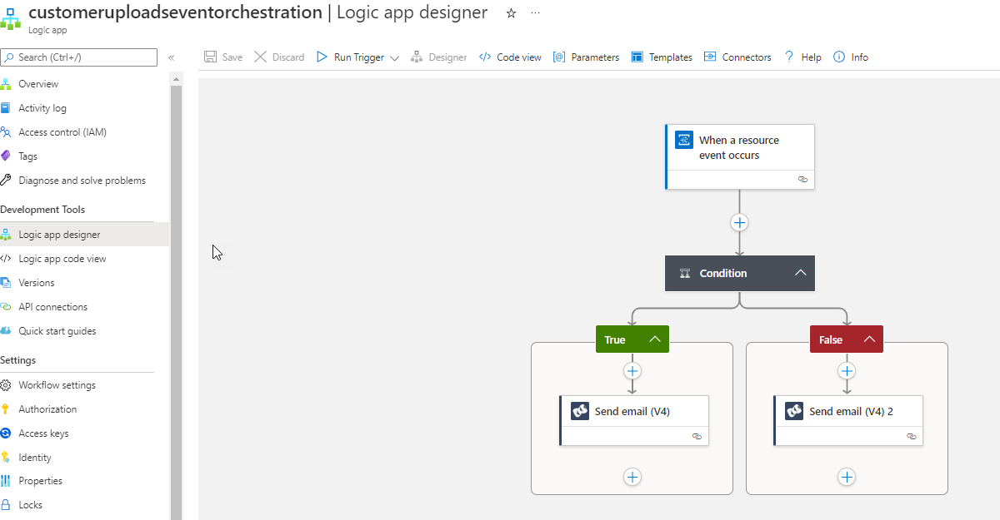 customeruploadseventorchestration | Logic app designer ☆ ...
Logic app
Search (Ctrl+/) «
Save Discard Run Trigger Designer Code view Parameters Templates Connectors Help Info
Overview
Activity log
Access control (IAM)
Tags
Diagnose and solve problems
Development Tools
Logic app designer
Logic app code view
Versions
API connections
Quick start guides
Settings
Workflow settings
Authorization
Access keys
Identity
Properties
Locks
When a resource
event occurs
Condition
True
False
Send email (V4)
Send email (V4) 2